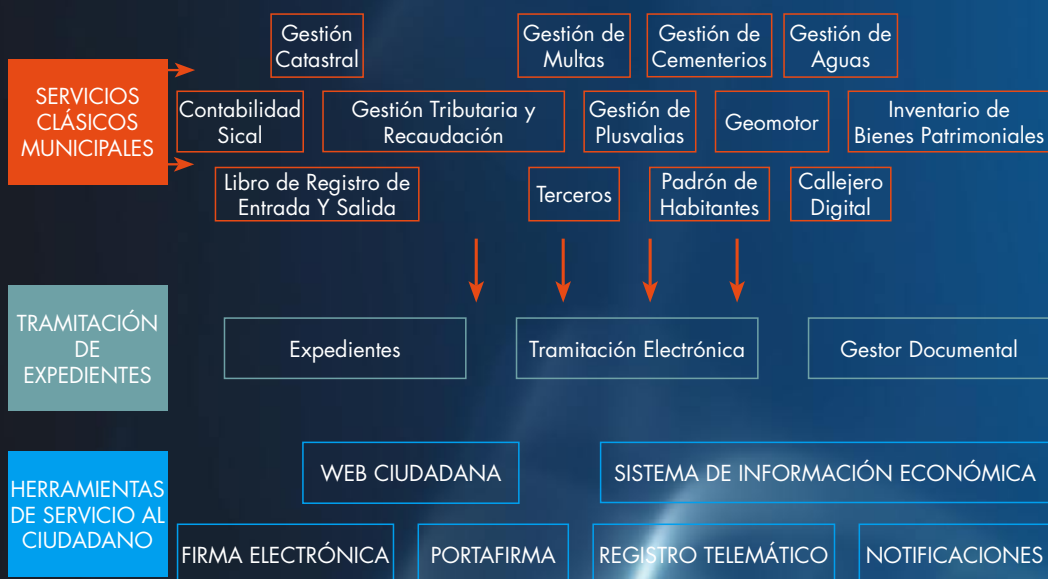 SERVICIOS
CLÁSICOS
MUNICIPALES
Gestión
Catastral
Gestión de
Multas
Gestión de
Cementerios
Gestión de
Aguas
Contabilidad
Sical
Gestión Tributaria y
Recaudación
Gestión de
Plusvalias
Geomotor
Inventario de
Bienes Patrimoniales
Libro de Registro de
Entrada Y Salida
Terceros
Padrón de
Habitantes
Callejero
Digital
TRAMITACIÓN
DE
EXPEDIENTES
Expedientes
Tramitación Electrónica
Gestor Documental
HERRAMIENTAS
DE SERVICIO AL
CIUDADANO
WEB CIUDADANA
SISTEMA DE INFORMACIÓN ECONÓMICA
FIRMA ELECTRÓNICA
PORTAFIRMA
REGISTRO TELEMÁTICO
NOTIFICACIONES